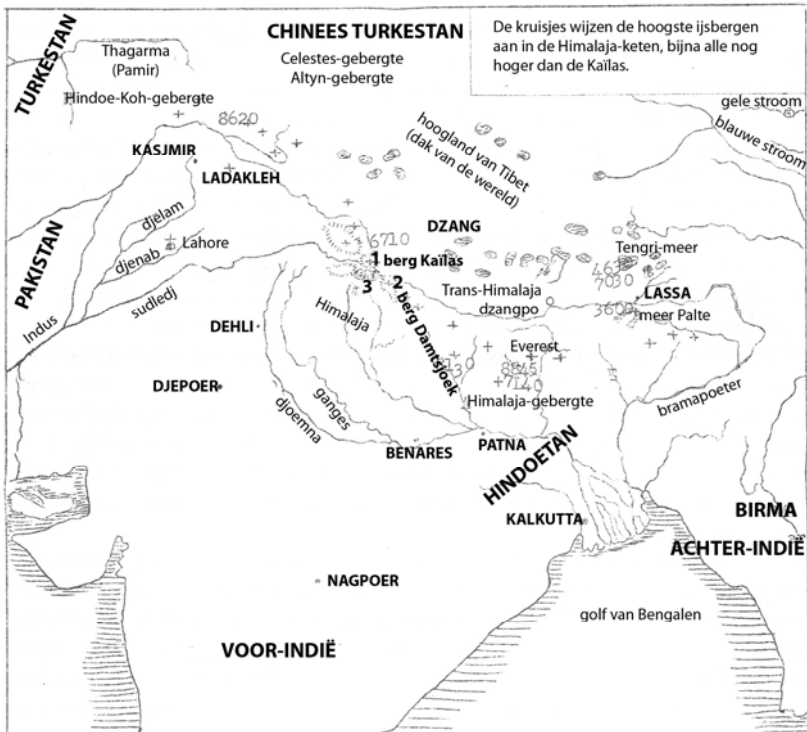 CHINEES TURKESTAN
Celestes-gebergte
Altyn-gebergte
De kruisjes wijzen de hoogste ijsbergen
aan in de Himalaja-keten, bijna alle nog
hoger dan de Kaïlas.
TURKESTAN
Thagarma
(Pamir)
Hindoe-Koh-gebergte
8620
gele stroom
blauwe stroom
hoogland van Tibet
(dak van de wereld)
KASJMIR
LADAKLEH
PAKISTAN
djelam
djenab
Lahore
sudledj
Indus
DZANG
6710
1 berg Kaïlas
2
3
berg Damtsjoek
Himalaja
Trans-Himalaja
dzangpo
Tengri-meer
7030
LASSA
3600
meer Palte
DEHLI
DJEPOER
ganges
djoemna
Everest
8845
7140
Himalaja-gebergte
bramapoeter
BENARES
PATNA
HINDOETAN
KALKUTTA
BIRMA
ACHTER-INDIË
NAGPOER
golf van Bengalen
VOOR-INDIË